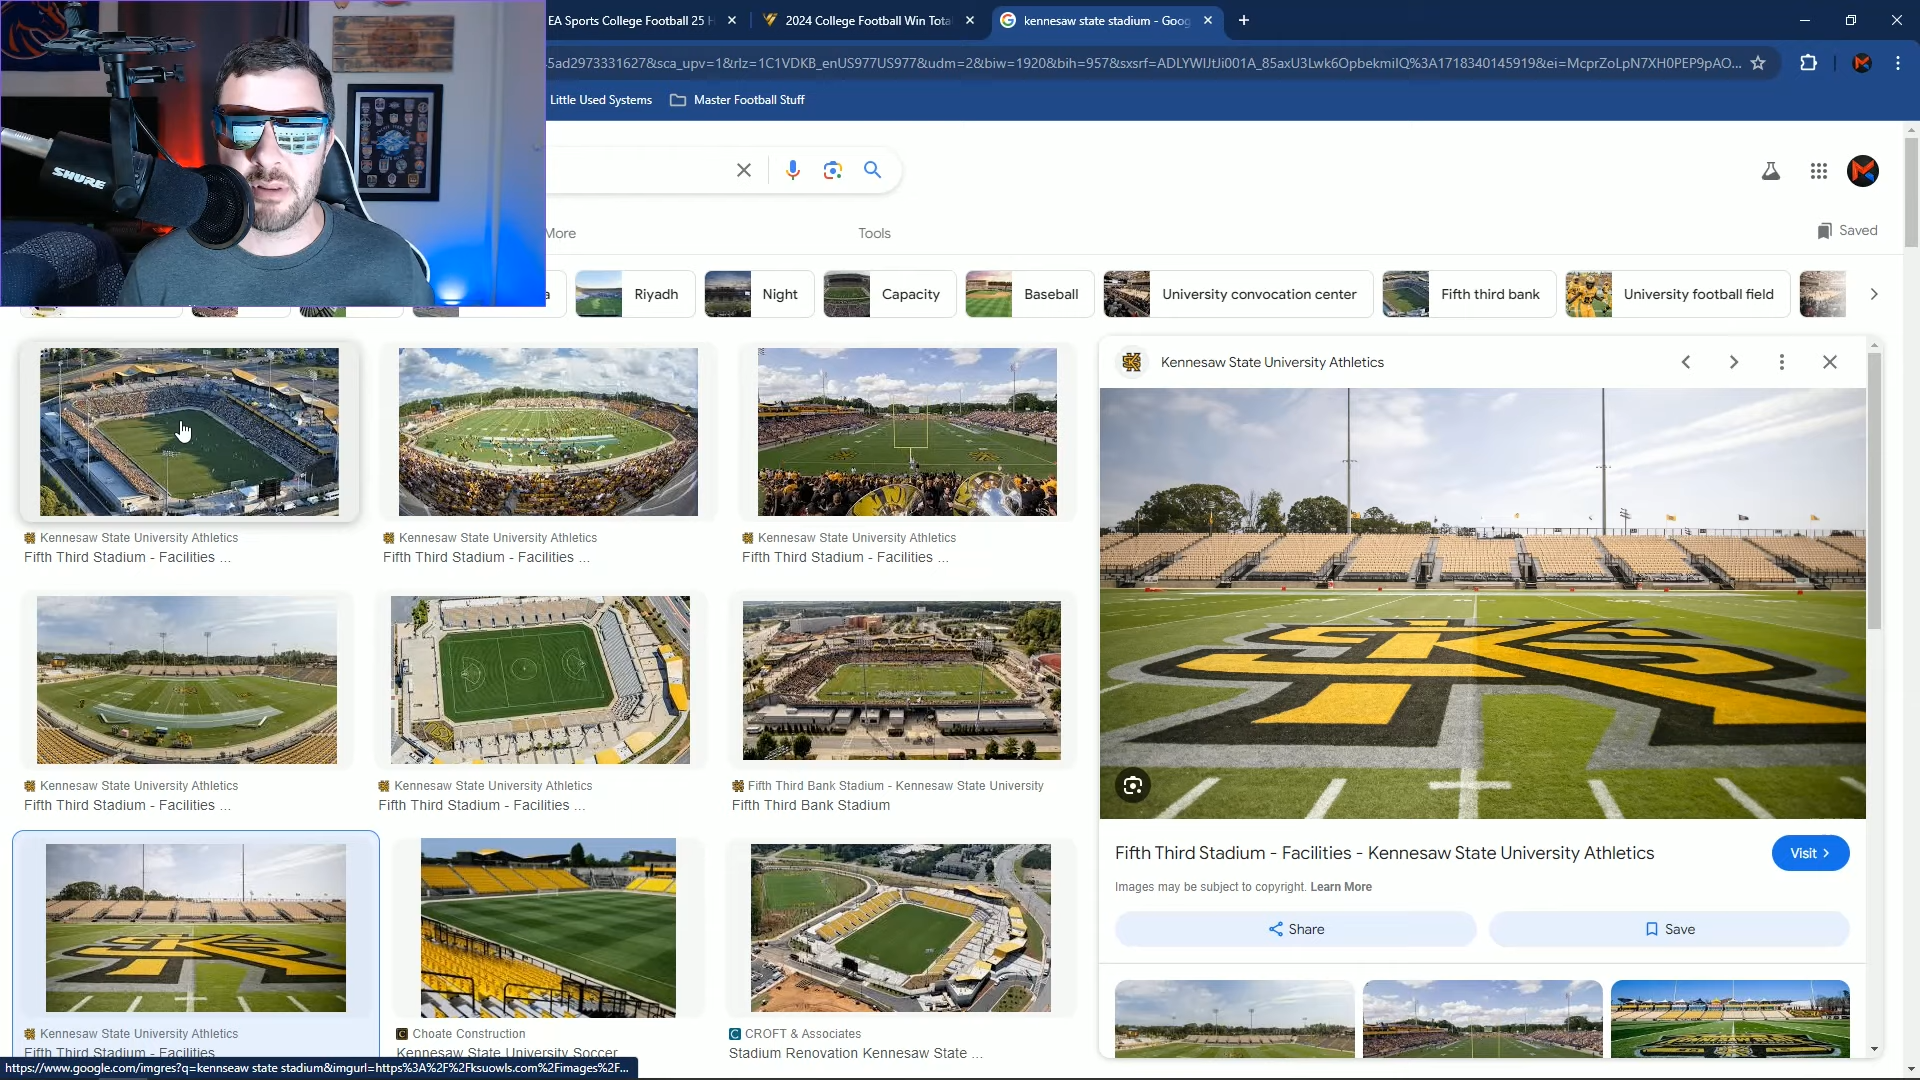 EA Sports College Football 25 H
2024 College Football Win Tota
kennesaw state stadium - Goog
5ad2973331627&sca_upv=1&rlz=1C1VDKB_enUS977US977&udm=2&biw=1920&bih=957&sxsrf=ADLYWIJtJi001A_85axU3Lwk6OpbekmiIQ%3A1718340145919&ei=McprZoLpN7XH0PEP9pAO...
Little Used Systems
Master Football Stuff
SHURE
More
Tools
Saved
a
Riyadh
Night
Capacity
Baseball
University convocation center
Fifth third bank
University football field
Kennesaw State University Athletics
Kennesaw State University Athletics
Fifth Third Stadium - Facilities ...
Kennesaw State University Athletics
Fifth Third Stadium - Facilities ...
Kennesaw State University Athletics
Fifth Third Stadium - Facilities ...
Kennesaw State University Athletics
Fifth Third Stadium - Facilities ...
Kennesaw State University Athletics
Fifth Third Stadium - Facilities ...
Fifth Third Bank Stadium - Kennesaw State University
Fifth Third Bank Stadium
Kennesaw State University Athletics
Fifth Third Stadium - Facilities
Choate Construction
Kennesaw State University Soccer
CROFT & Associates
Stadium Renovation Kennesaw State ...
Fifth Third Stadium - Facilities - Kennesaw State University Athletics
Visit
Images may be subject to copyright. Learn More
Share
Save
https://www.google.com/imgres?q=kennseaw state stadium&imgurl=https%3A%2F%2Fksuowls.com%2Fimages%2F...